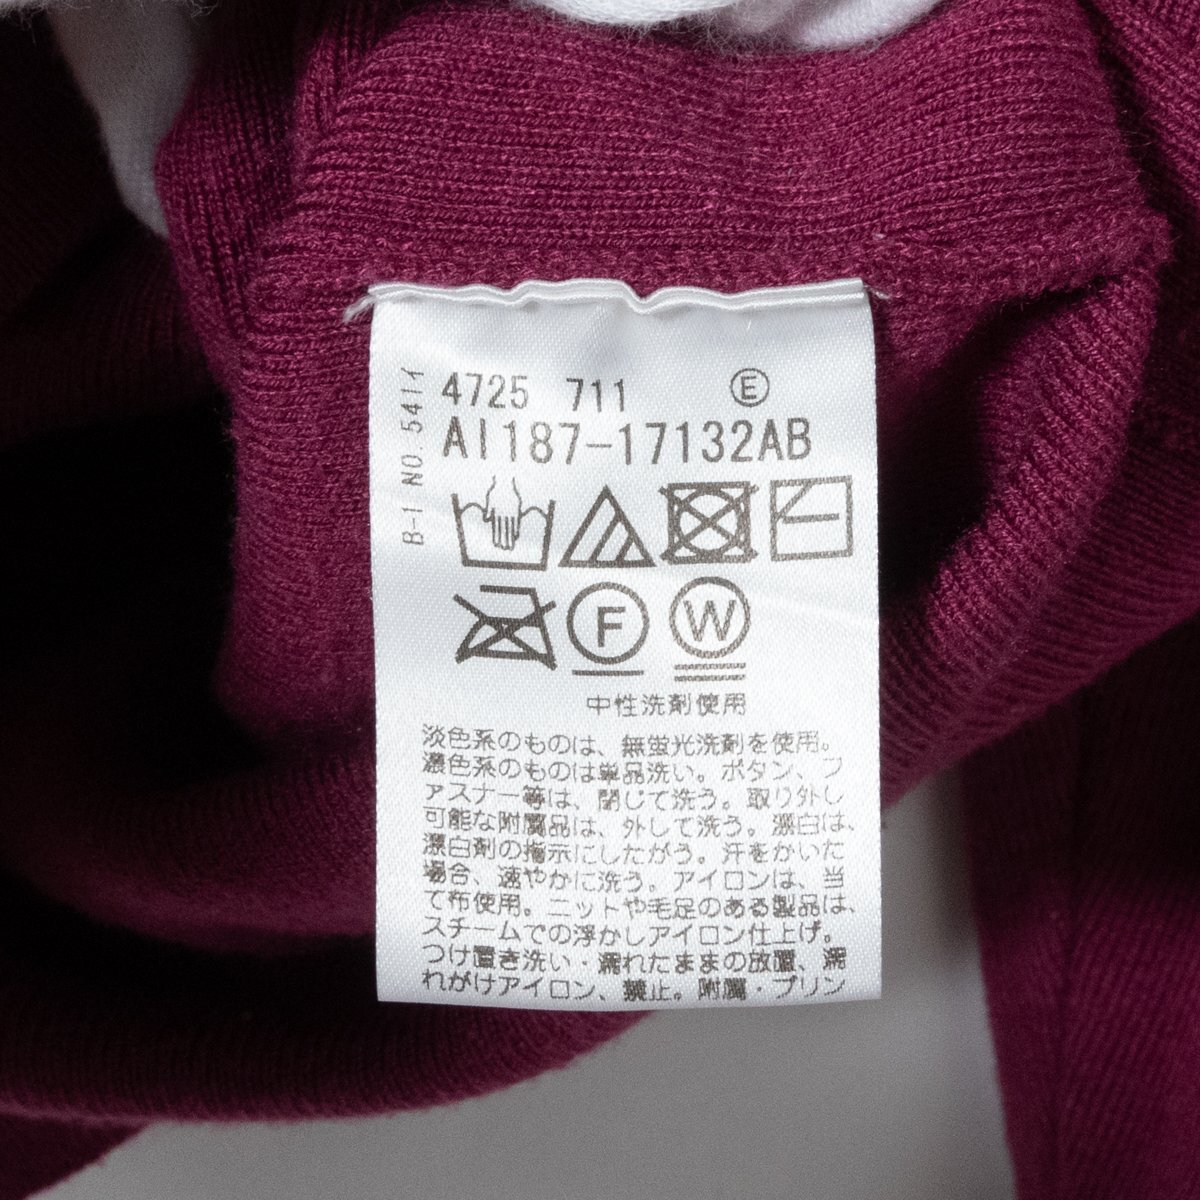 4725 711 Ⓔ
AI187-17132AB
B-1 NO.541イ
F
W
中性洗剤使用
淡色系のものは、無蛍光洗剤を使用。
濃色系のものは単品洗い。ボタン、フ
ァスナー等は、閉じて洗う。取り外し
可能な附属品は、外して洗う。漂白は、
漂白剤の指示にしたがう。汗をかいた
場合、速やかに洗う。アイロンは、当
て布使用。ニットや毛足のある製品は、
スチームでの浮かしアイロン仕上げ。
つけ置き洗い・濡れたままの放置、濡
れがけアイロン、禁止。附属・プリン